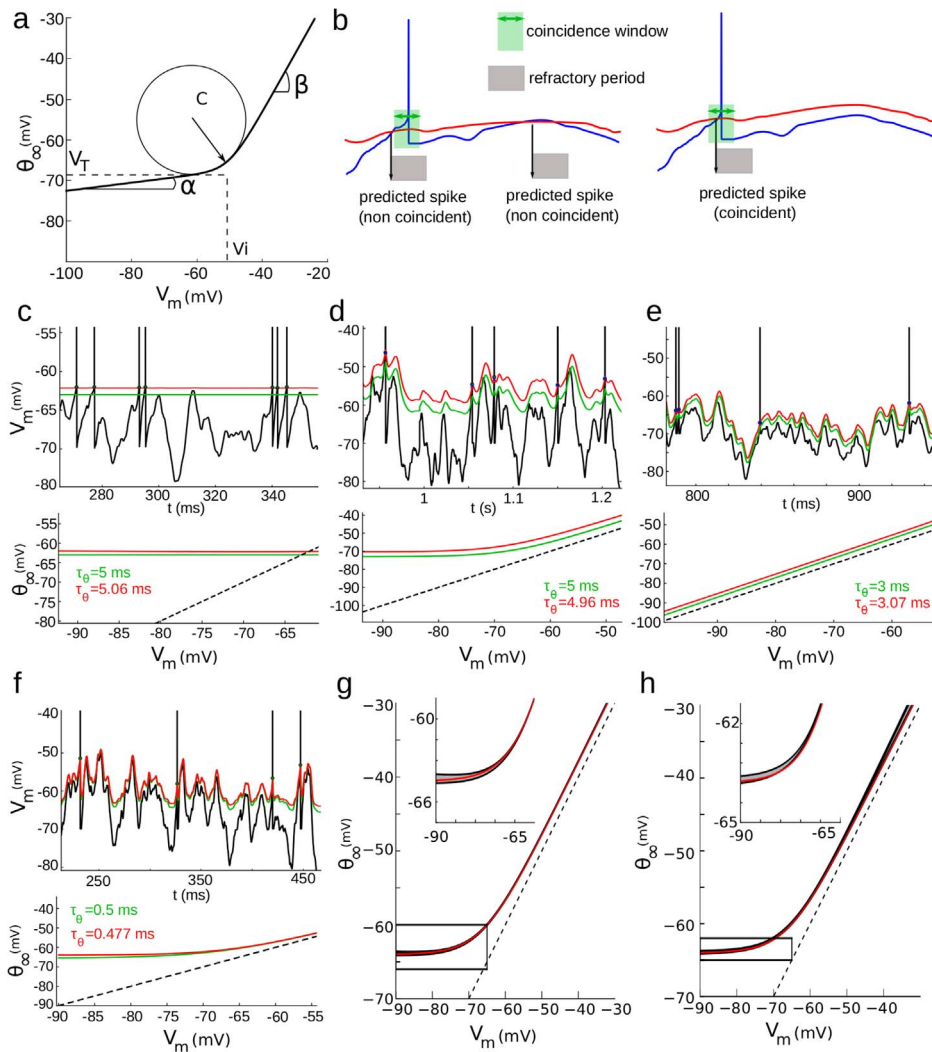 a
-30
-40
-50
-60
-70
-80
θ∞ (mV)
V_T
C
α
β
Vi
-100 -80 -60 -40 -20
V_m (mV)
b
coincidence window
refractory period
predicted spike
(non coincident)
predicted spike
(non coincident)
predicted spike
(coincident)
c
-55
-60
-65
-70
-75
-80
V_m (mV)
280 300 320 340
t (ms)
-55
-60
-65
-70
-75
-80
θ∞ (mV)
τθ=5 ms
τθ=5.06 ms
-90 -85 -80 -75 -70 -65
V_m (mV)
d
-40
-50
-60
-70
-80
1 1.1 1.2
t (s)
-40
-50
-60
-70
-80
-90
-100
τθ=5 ms
τθ=4.96 ms
-90 -80 -70 -60 -50
V_m (mV)
e
-50
-60
-70
-80
800 900
t (ms)
-50
-60
-70
-80
-90
-100
τθ=3 ms
τθ=3.07 ms
-90 -80 -70 -60
V_m (mV)
f
-40
-50
-60
-70
-80
V_m (mV)
250 350 450
t (ms)
-40
-50
-60
-70
-80
-90
θ∞ (mV)
τθ=0.5 ms
τθ=0.477 ms
-90 -85 -80 -75 -70 -65 -60 -55
V_m (mV)
g
−30
−40
−50
−60
−70
θ∞ (mV)
-60
-66
-90 -65
−90 −80 −70 −60 −50 −40 −30
V_m (mV)
h
−30
−40
−50
−60
−70
θ∞ (mV)
-62
-65
-90 -65
−90 −80 −70 −60 −50 −40
V_m (mV)